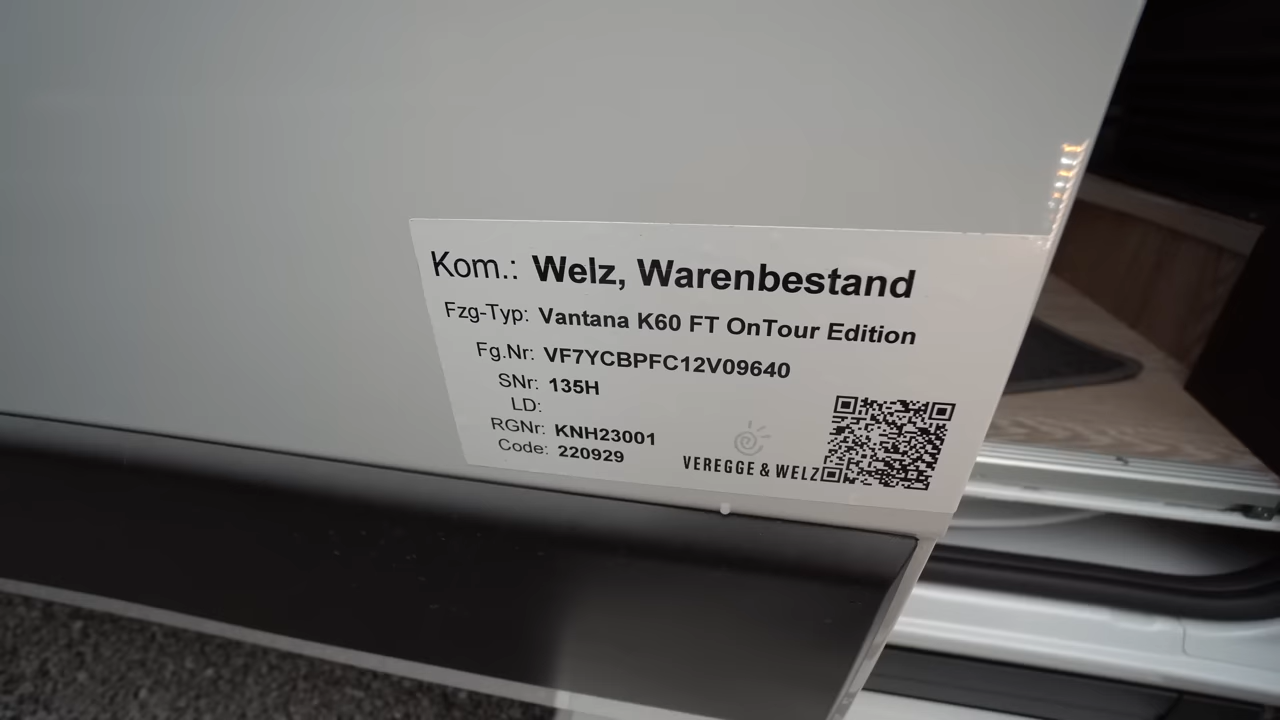 Kom.: Welz, Warenbestand
Fzg-Typ: Vantana K60 FT OnTour Edition
Fg.Nr: VF7YCBPFC12V09640
SNr: 135H
LD:
RGNr: KNH23001
Code: 220929
VEREGGE & WELZ